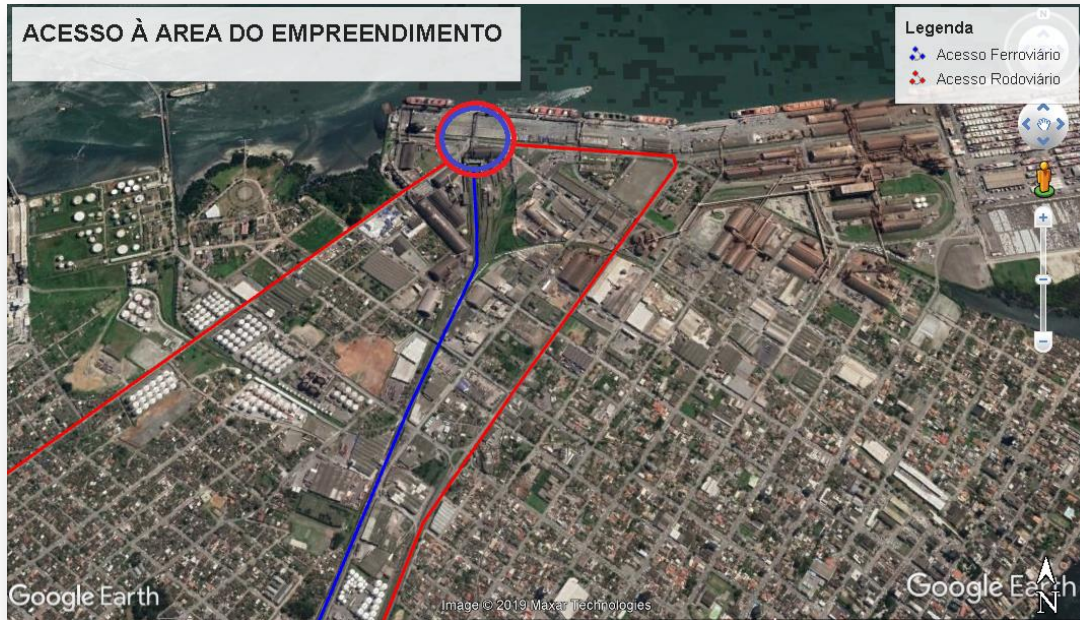 ACESSO À AREA DO EMPREENDIMENTO
Legenda
Acesso Ferroviário
Acesso Rodoviário
N
Google Earth
Image © 2019 Maxar Technologies
Google Earth
N